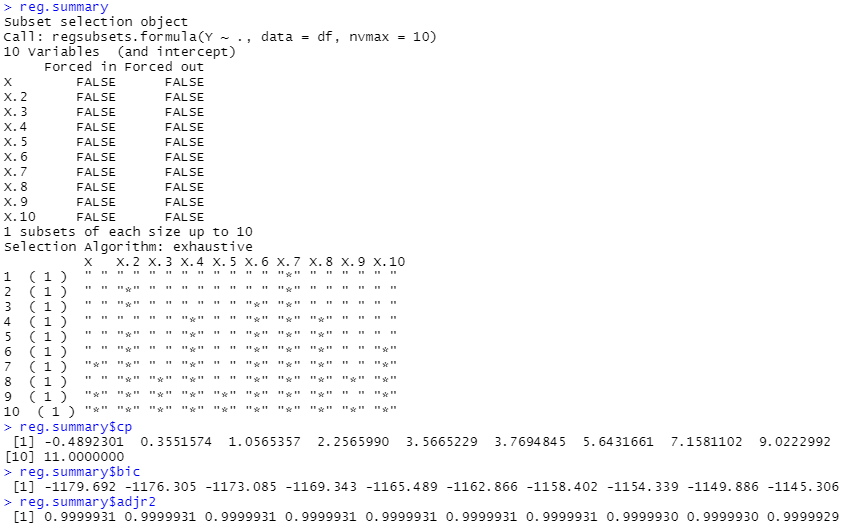 > reg.summary
Subset selection object
Call: regsubsets.formula(Y ~ ., data = df, nvmax = 10)
10 Variables  (and intercept)
     Forced in Forced out
X        FALSE      FALSE
X.2      FALSE      FALSE
X.3      FALSE      FALSE
X.4      FALSE      FALSE
X.5      FALSE      FALSE
X.6      FALSE      FALSE
X.7      FALSE      FALSE
X.8      FALSE      FALSE
X.9      FALSE      FALSE
X.10     FALSE      FALSE
1 subsets of each size up to 10
Selection Algorithm: exhaustive
          X   X.2 X.3 X.4 X.5 X.6 X.7 X.8 X.9 X.10
1  ( 1 )  " " " " " " " " " " " " "*" " " " " " "
2  ( 1 )  " " "*" " " " " " " " " "*" " " " " " "
3  ( 1 )  " " "*" " " " " " " "*" "*" " " " " " "
4  ( 1 )  " " " " " " "*" " " "*" "*" "*" " " " "
5  ( 1 )  " " "*" " " "*" " " "*" "*" "*" " " " "
6  ( 1 )  " " "*" " " "*" " " "*" "*" "*" " " "*"
7  ( 1 )  "*" "*" " " "*" " " "*" "*" "*" " " "*"
8  ( 1 )  " " "*" "*" "*" " " "*" "*" "*" "*" "*"
9  ( 1 )  "*" "*" "*" "*" "*" "*" "*" "*" " " "*"
10  ( 1 ) "*" "*" "*" "*" "*" "*" "*" "*" "*" "*"
> reg.summary$cp
 [1] -0.4892301  0.3551574  1.0565357  2.2565990  3.5665229  3.7694845  5.6431661  7.1581102  9.0222992
[10] 11.0000000
> reg.summary$bic
 [1] -1179.692 -1176.305 -1173.085 -1169.343 -1165.489 -1162.866 -1158.402 -1154.339 -1149.886 -1145.306
> reg.summary$adjr2
 [1] 0.9999931 0.9999931 0.9999931 0.9999931 0.9999931 0.9999931 0.9999931 0.9999930 0.9999930 0.9999929